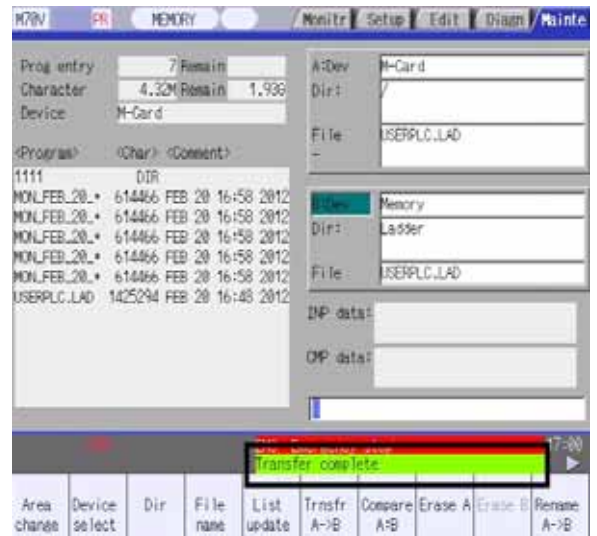 M70V PR MEMORY Monitr Setup Edit Diagn Mainte
Prog entry 7 Remain
Character 4.32M Remain 1.93G
Device M-Card
<Program> <Char> <Comment>
1111 DIR
MON_FEB_20_* 614466 FEB 20 16:58 2012
MON_FEB_20_* 614466 FEB 20 16:58 2012
MON_FEB_20_* 614466 FEB 20 16:58 2012
MON_FEB_20_* 614466 FEB 20 16:58 2012
MON_FEB_20_* 614466 FEB 20 16:58 2012
USERPLC.LAD 1425294 FEB 20 16:48 2012
A:Dev M-Card
Dir: /
File USERPLC.LAD
-
B:Dev Memory
Dir: Ladder
File USERPLC.LAD
INP data:
CMP data:
17:00
Transfer complete
Area change
Device select
Dir
File name
List update
Trnsfr A->B
Compare A:B
Erase A
Erase B
Rename A->B